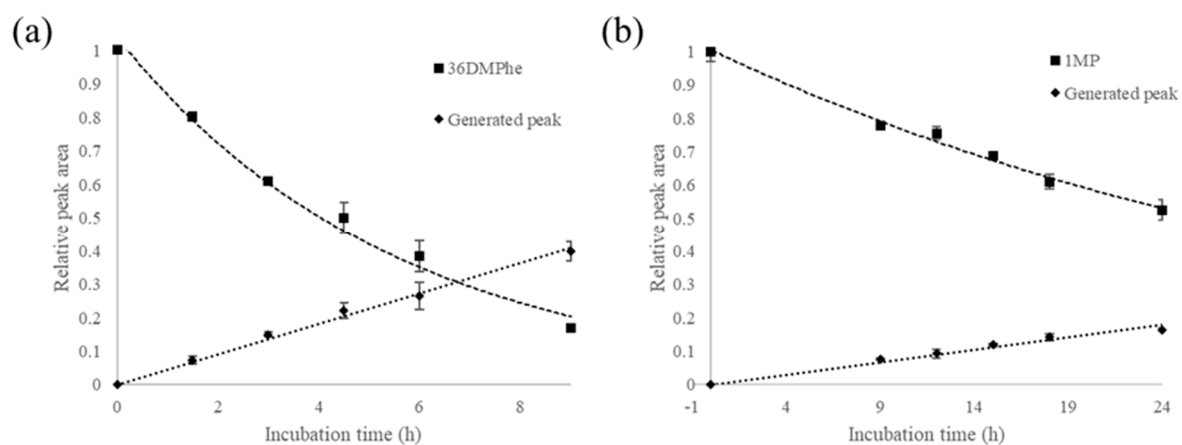 (a)
1
0.9
0.8
0.7
0.6
0.5
0.4
0.3
0.2
0.1
0
Relative peak area
36DMPhe
Generated peak
0 2 4 6 8
Incubation time (h)
(b)
1
0.9
0.8
0.7
0.6
0.5
0.4
0.3
0.2
0.1
0
Relative peak area
1MP
Generated peak
-1 4 9 14 19 24
Incubation time (h)